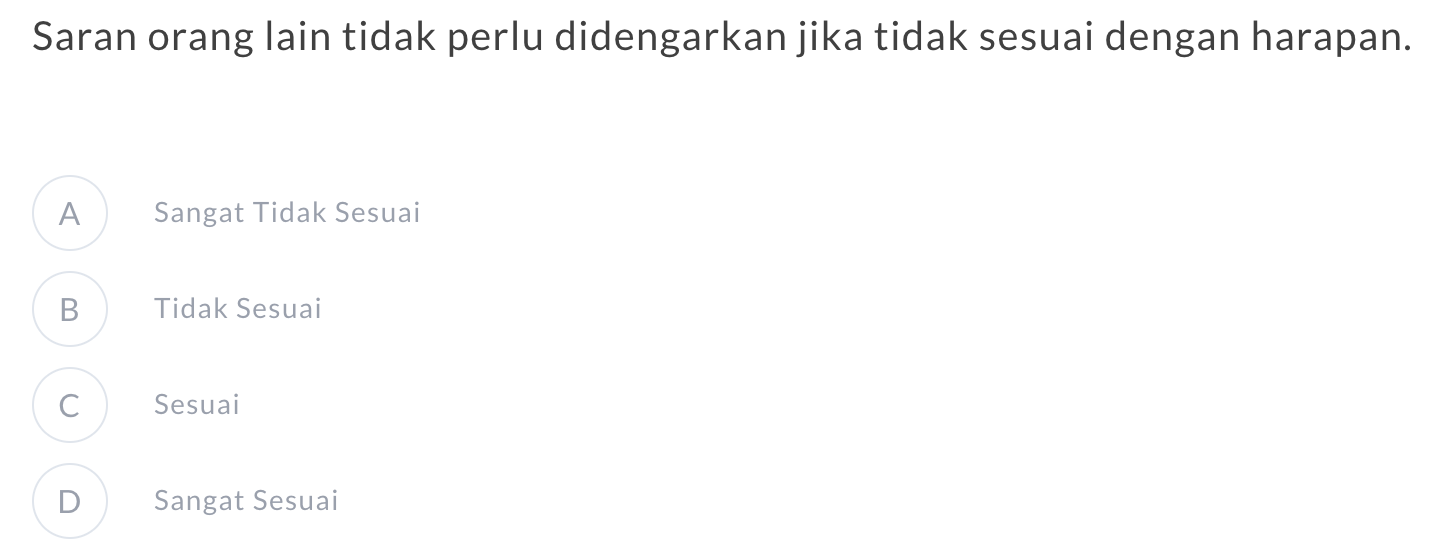 Saran orang lain tidak perlu didengarkan jika tidak sesuai dengan harapan.
A Sangat Tidak Sesuai
B Tidak Sesuai
C Sesuai
D Sangat Sesuai